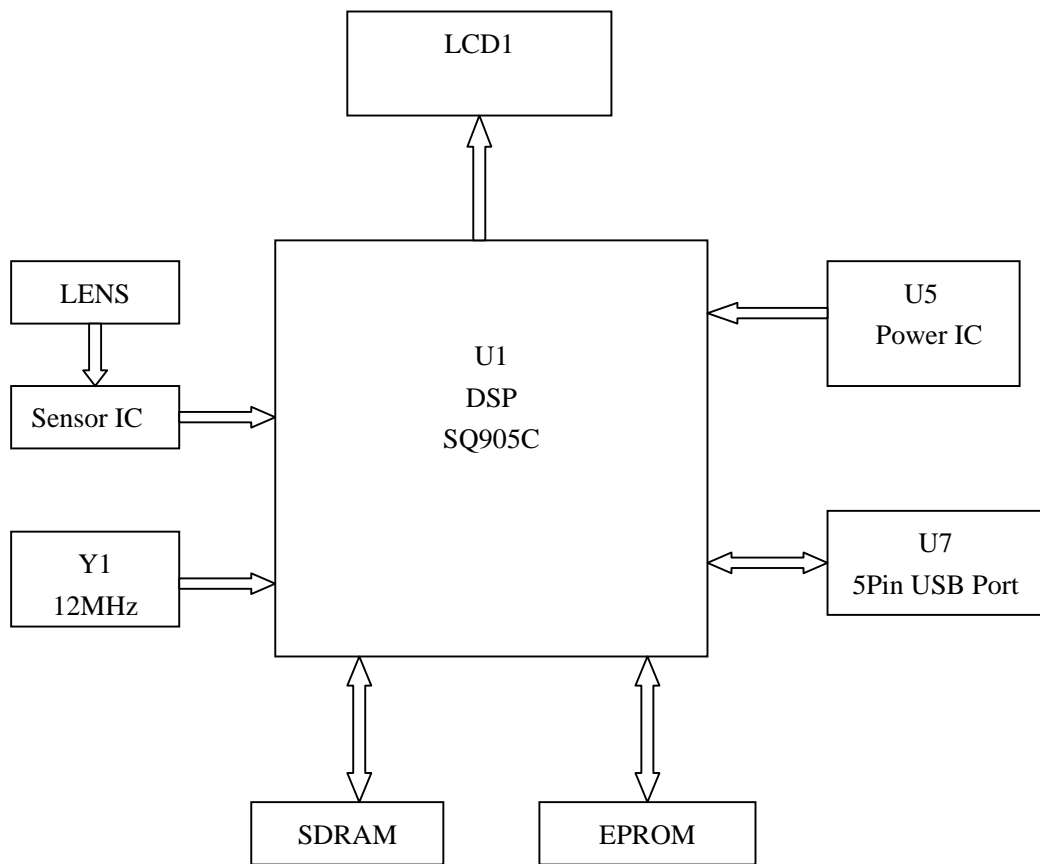 LCD1
LENS
Sensor IC
Y1
12MHz
U1
DSP
SQ905C
U5
Power IC
U7
5Pin USB Port
SDRAM
EPROM